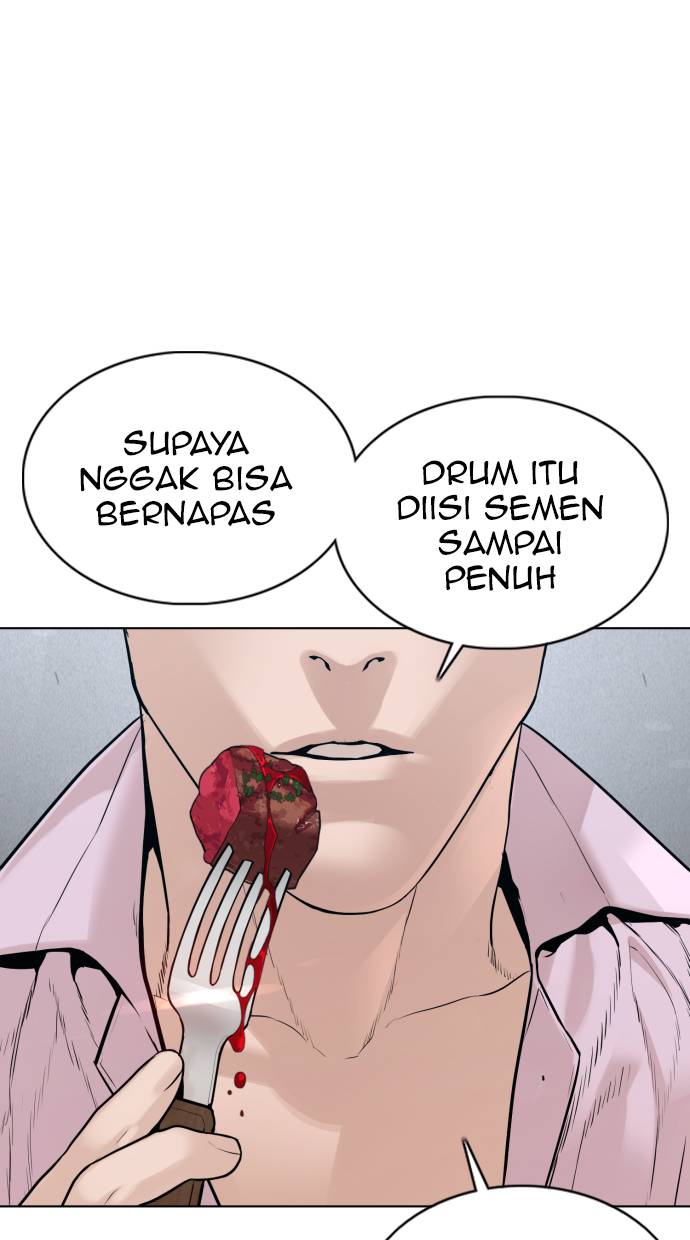 SUPAYA
NGGAK BISA
BERNAPAS
DRUM ITU
DIISI SEMEN
SAMPAI
PENUH